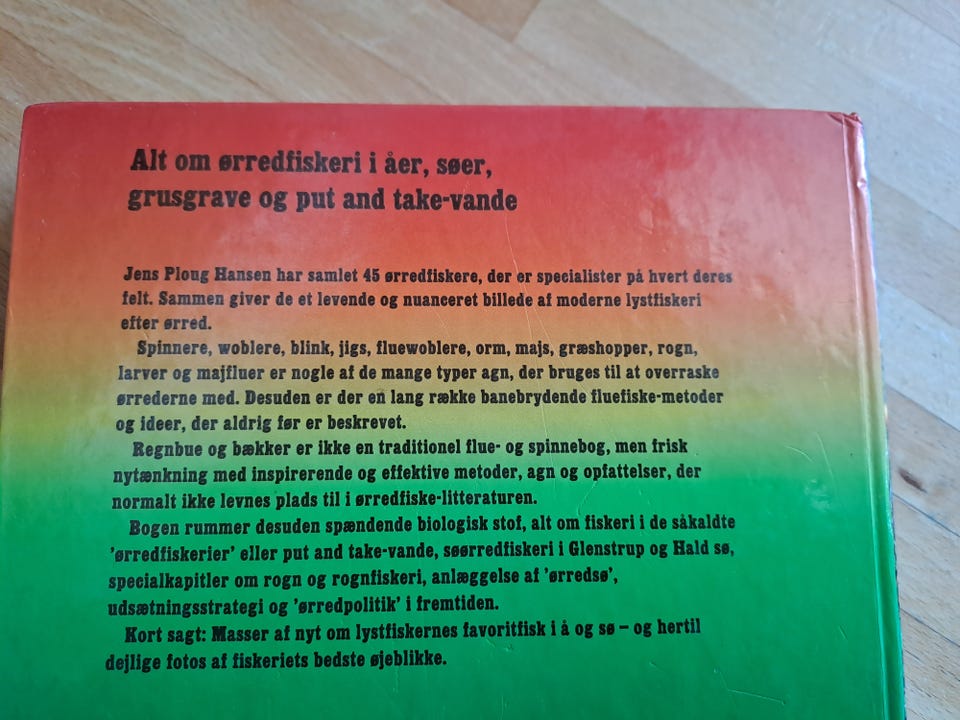 Alt om ørredfiskeri i åer, søer,
grusgrave og put and take-vande
Jens Ploug Hansen har samlet 45 ørredfiskere, der er specialister på hvert deres
felt. Sammen giver de et levende og nuanceret billede af moderne lystfiskeri
efter ørred.
Spinnere, woblere, blink, jigs, fluewoblere, orm, majs, græshopper, rogn,
larver og majfluer er nogle af de mange typer agn, der bruges til at overraske
ørrederne med. Desuden er der en lang række banebrydende fluefiske-metoder
og ideer, der aldrig før er beskrevet.
Regnbue og bækker er ikke en traditionel flue- og spinnebog, men frisk
nytænkning med inspirerende og effektive metoder, agn og opfattelser, der
normalt ikke levnes plads til i ørredfiske-litteraturen.
Bogen rummer desuden spændende biologisk stof, alt om fiskeri i de såkaldte
'ørredfiskerier' eller put and take-vande, søørredfiskeri i Glenstrup og Hald sø,
specialkapitler om rogn og rognfiskeri, anlæggelse af 'ørredsø',
udsætningsstrategi og 'ørredpolitik' i fremtiden.
Kort sagt: Masser af nyt om lystfiskernes favoritfisk i å og sø – og hertil
dejlige fotos af fiskeriets bedste øjeblikke.